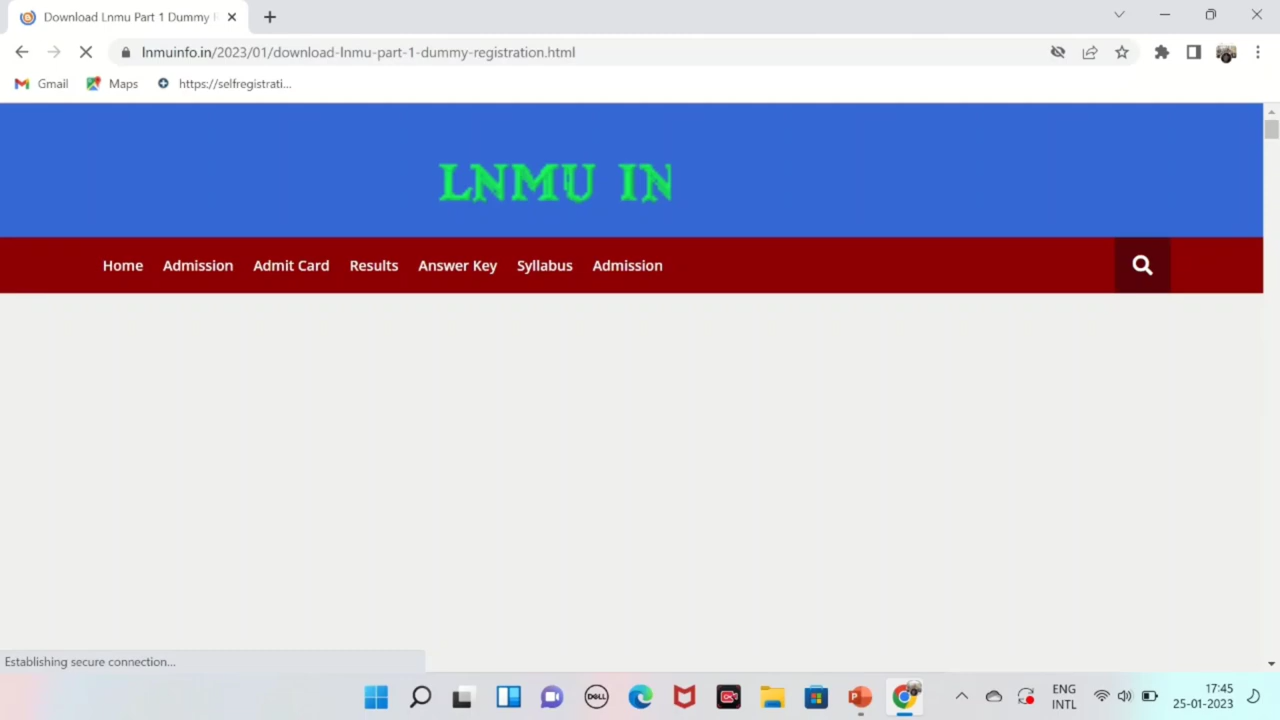 Download Lnmu Part 1 Dummy
lnmuinfo.in/2023/01/download-lnmu-part-1-dummy-registration.html
Gmail Maps https://selfregistrati...
LNMU IN
Home Admission Admit Card Results Answer Key Syllabus Admission
Establishing secure connection...
DELL
ENG 17:45
INTL 25-01-2023